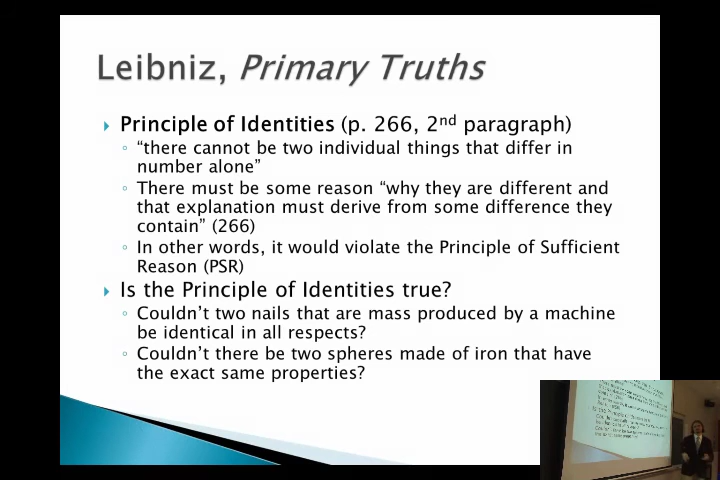 Leibniz, Primary Truths
Principle of Identities (p. 266, 2nd paragraph)
“there cannot be two individual things that differ in
number alone”
There must be some reason “why they are different and
that explanation must derive from some difference they
contain” (266)
In other words, it would violate the Principle of Sufficient
Reason (PSR)
Is the Principle of Identities true?
Couldn’t two nails that are mass produced by a machine
be identical in all respects?
Couldn’t there be two spheres made of iron that have
the exact same properties?